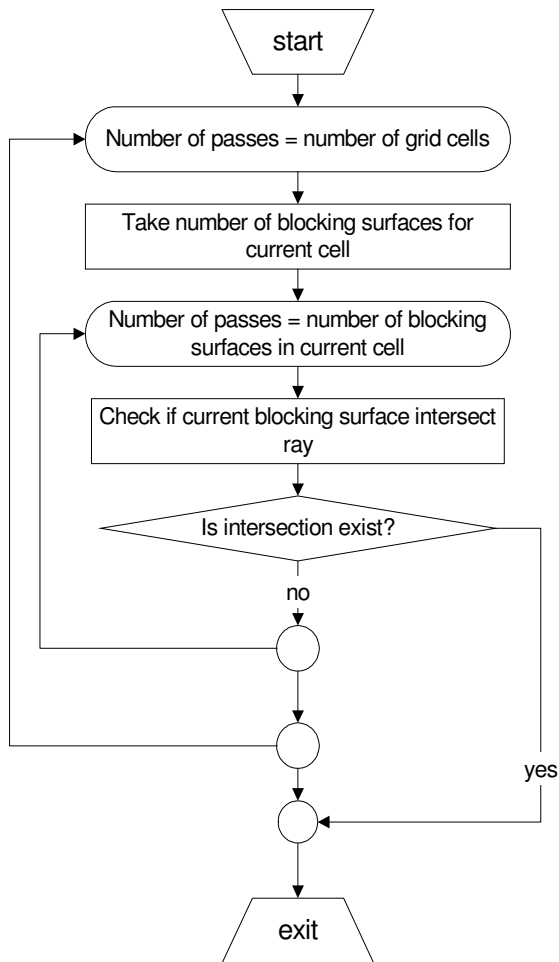 start
Number of passes = number of grid cells
Take number of blocking surfaces for
current cell
Number of passes = number of blocking
surfaces in current cell
Check if current blocking surface intersect
ray
Is intersection exist?
no
yes
exit